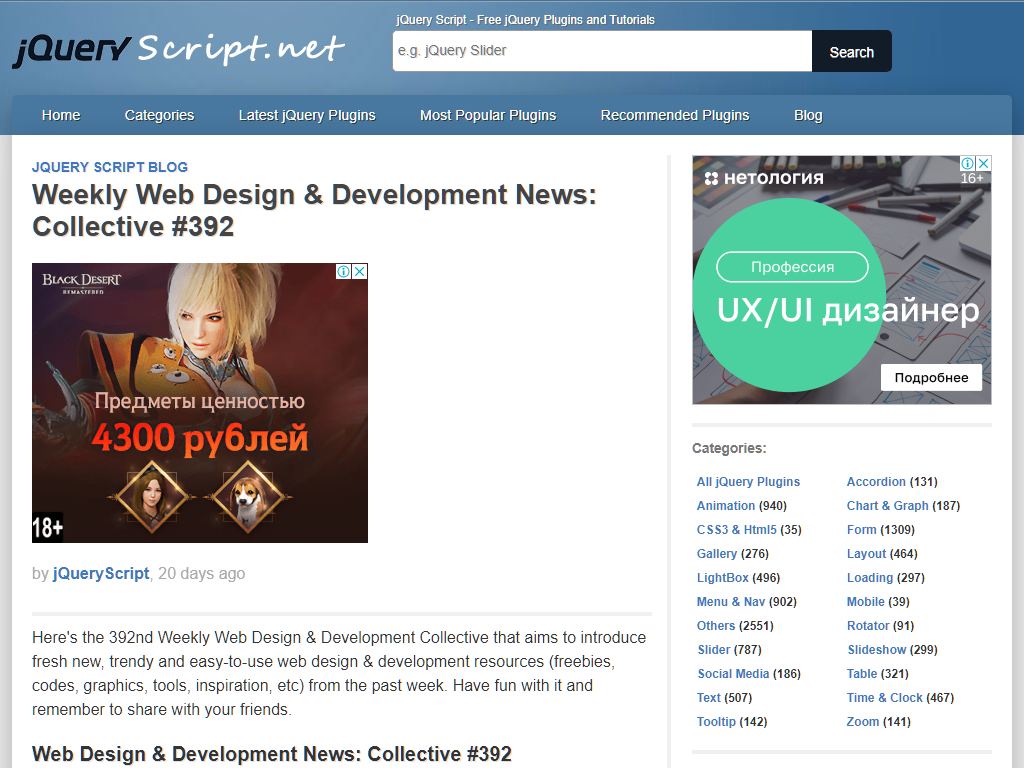 jQuery Script.net
jQuery Script - Free jQuery Plugins and Tutorials
e.g. jQuery Slider
Search
Home
Categories
Latest jQuery Plugins
Most Popular Plugins
Recommended Plugins
Blog
JQUERY SCRIPT BLOG
Weekly Web Design & Development News:
Collective #392
BLACK DESERT
REMASTERED
Предметы ценностью
4300 рублей
18+
by jQueryScript, 20 days ago
Here's the 392nd Weekly Web Design & Development Collective that aims to introduce
fresh new, trendy and easy-to-use web design & development resources (freebies,
codes, graphics, tools, inspiration, etc) from the past week. Have fun with it and
remember to share with your friends.
Web Design & Development News: Collective #392
нетология
16+
Профессия
UX/UI дизайнер
Подробнее
Categories:
All jQuery Plugins
Accordion (131)
Animation (940)
Chart & Graph (187)
CSS3 & Html5 (35)
Form (1309)
Gallery (276)
Layout (464)
LightBox (496)
Loading (297)
Menu & Nav (902)
Mobile (39)
Others (2551)
Rotator (91)
Slider (787)
Slideshow (299)
Social Media (186)
Table (321)
Text (507)
Time & Clock (467)
Tooltip (142)
Zoom (141)